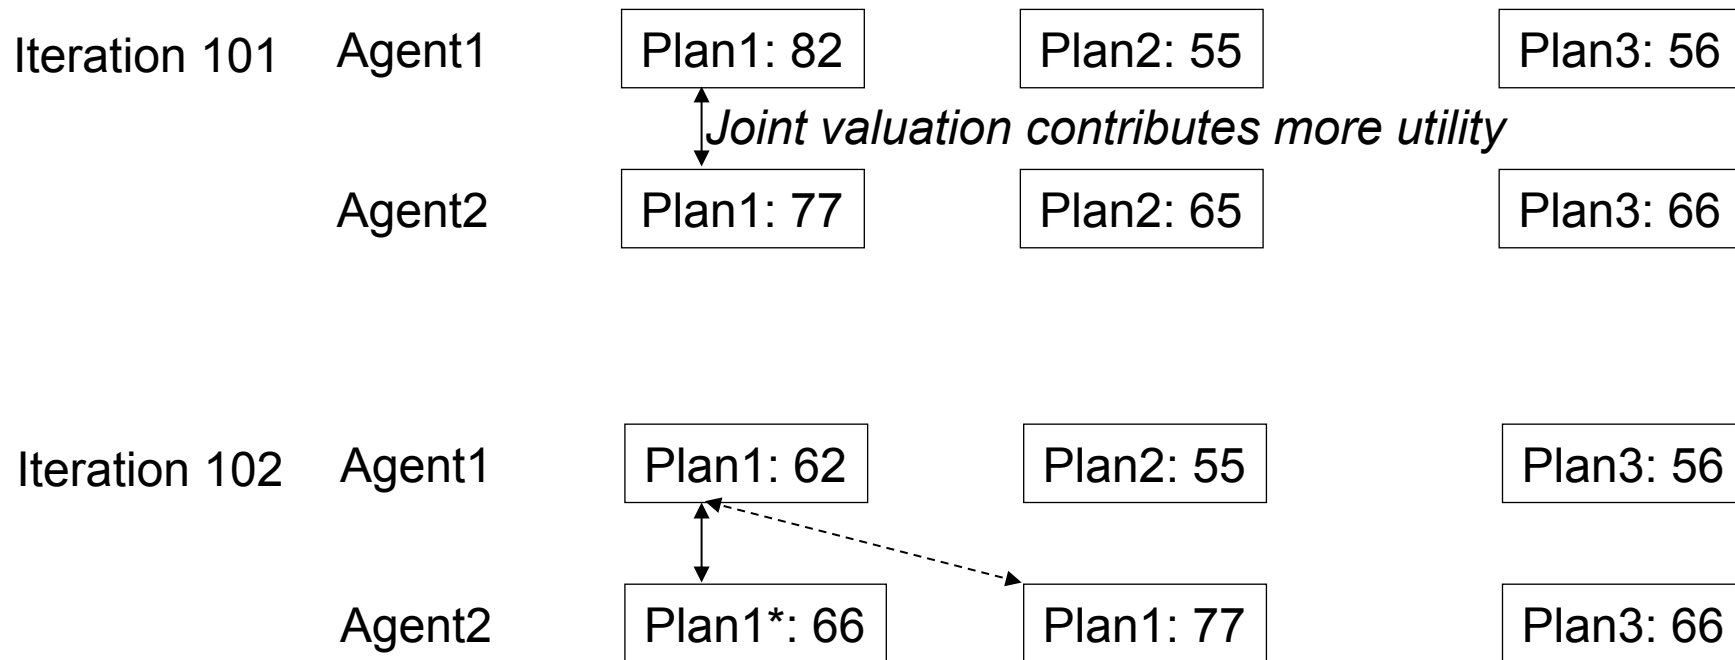 Iteration 101 Agent1 Plan1: 82 Plan2: 55 Plan3: 56
Joint valuation contributes more utility
Agent2 Plan1: 77 Plan2: 65 Plan3: 66
Iteration 102 Agent1 Plan1: 62 Plan2: 55 Plan3: 56
Agent2 Plan1*: 66 Plan1: 77 Plan3: 66